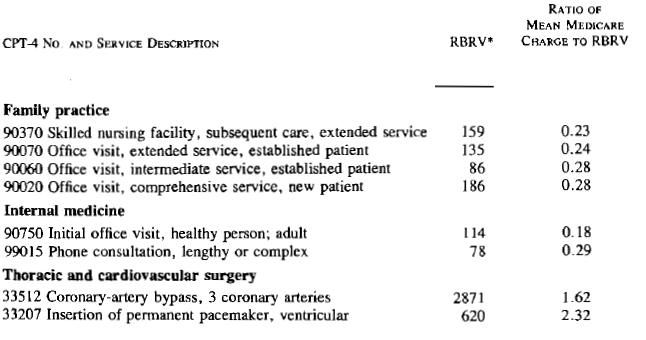 RATIO OF
MEAN MEDICARE
CPT-4 NO. AND SERVICE DESCRIPTION RBRV* CHARGE TO RBRV
Family practice
90370 Skilled nursing facility, subsequent care, extended service 159 0.23
90070 Office visit, extended service, established patient 135 0.24
90060 Office visit, intermediate service, established patient 86 0.28
90020 Office visit, comprehensive service, new patient 186 0.28
Internal medicine
90750 Initial office visit, healthy person; adult 114 0.18
99015 Phone consultation, lengthy or complex 78 0.29
Thoracic and cardiovascular surgery
33512 Coronary-artery bypass, 3 coronary arteries 2871 1.62
33207 Insertion of permanent pacemaker, ventricular 620 2.32